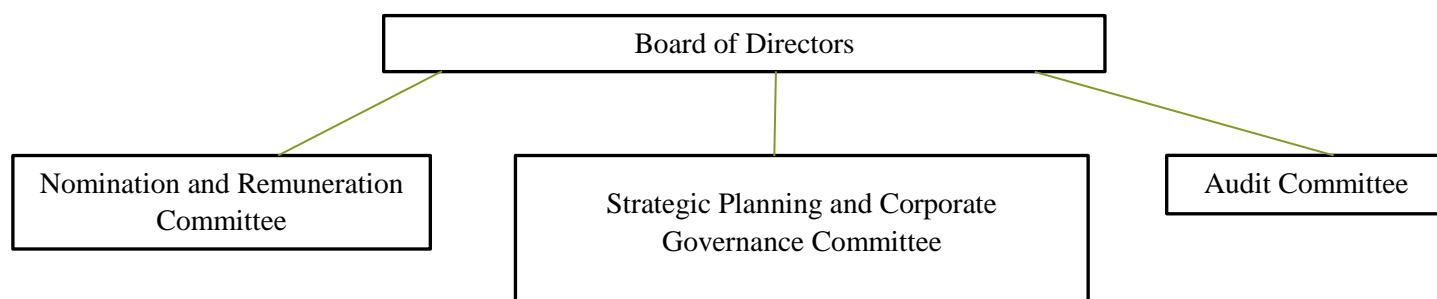 Board of Directors
Nomination and Remuneration
Committee
Strategic Planning and Corporate
Governance Committee
Audit Committee